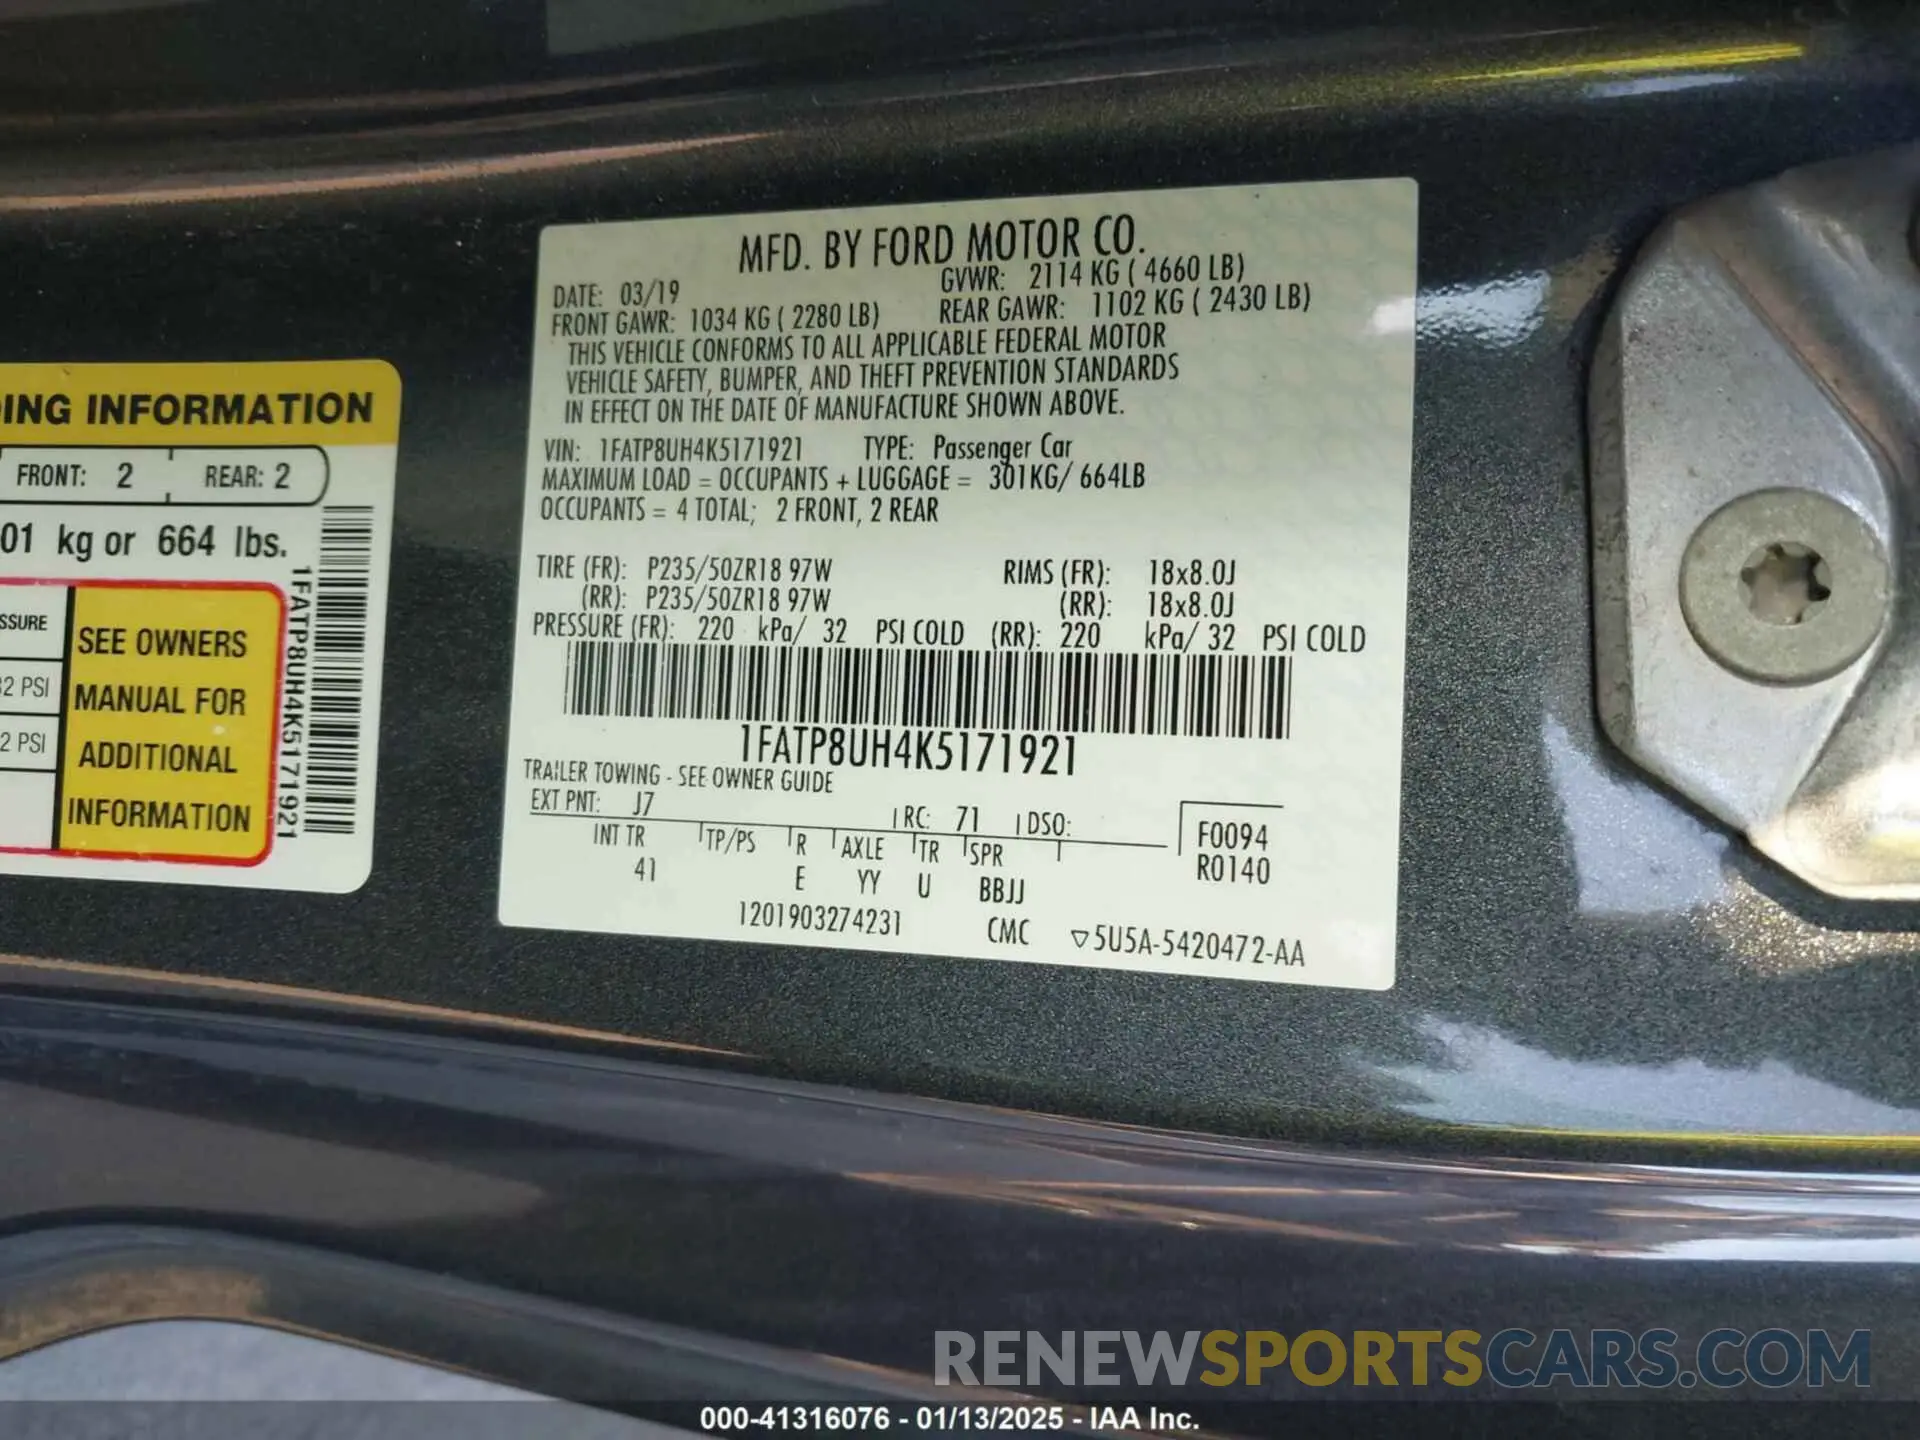 MFD. BY FORD MOTOR CO.
DATE: 03/19 GVWR: 2114 KG ( 4660 LB)
FRONT GAWR: 1034 KG ( 2280 LB) REAR GAWR: 1102 KG ( 2430 LB)
THIS VEHICLE CONFORMS TO ALL APPLICABLE FEDERAL MOTOR
VEHICLE SAFETY, BUMPER, AND THEFT PREVENTION STANDARDS
IN EFFECT ON THE DATE OF MANUFACTURE SHOWN ABOVE.
VIN: 1FATP8UH4K5171921 TYPE: Passenger Car
MAXIMUM LOAD = OCCUPANTS + LUGGAGE = 301KG/ 664LB
OCCUPANTS = 4 TOTAL; 2 FRONT, 2 REAR
TIRE (FR): P235/50ZR18 97W RIMS (FR): 18x8.0J
(RR): P235/50ZR18 97W (RR): 18x8.0J
PRESSURE (FR): 220 kPa/ 32 PSI COLD (RR): 220 kPa/ 32 PSI COLD
1FATP8UH4K5171921
TRAILER TOWING - SEE OWNER GUIDE
EXT PNT: J7 RC: 71 DSO:
INT TR TP/PS R AXLE TR SPR
41 E YY U BBJJ
F0094
R0140
1201903274231 CMC ▽5U5A-5420472-AA
ING INFORMATION
FRONT: 2 REAR: 2
01 kg or 664 lbs.
SSURE
2 PSI
2 PSI
SEE OWNERS
MANUAL FOR
ADDITIONAL
INFORMATION
1FATP8UH4K5171921
RENEWSPORTSCARS.COM
000-41316076 - 01/13/2025 - IAA Inc.